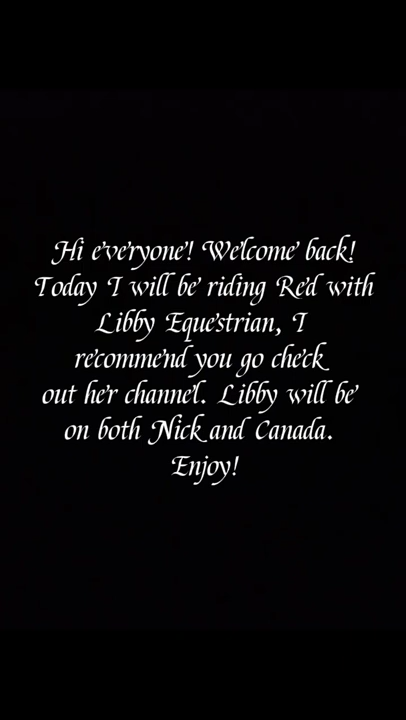 Hi everyone! Welcome back!
Today I will be riding Red with
Libby Equestrian, I
recommend you go check
out her channel. Libby will be
on both Nick and Canada.
Enjoy!